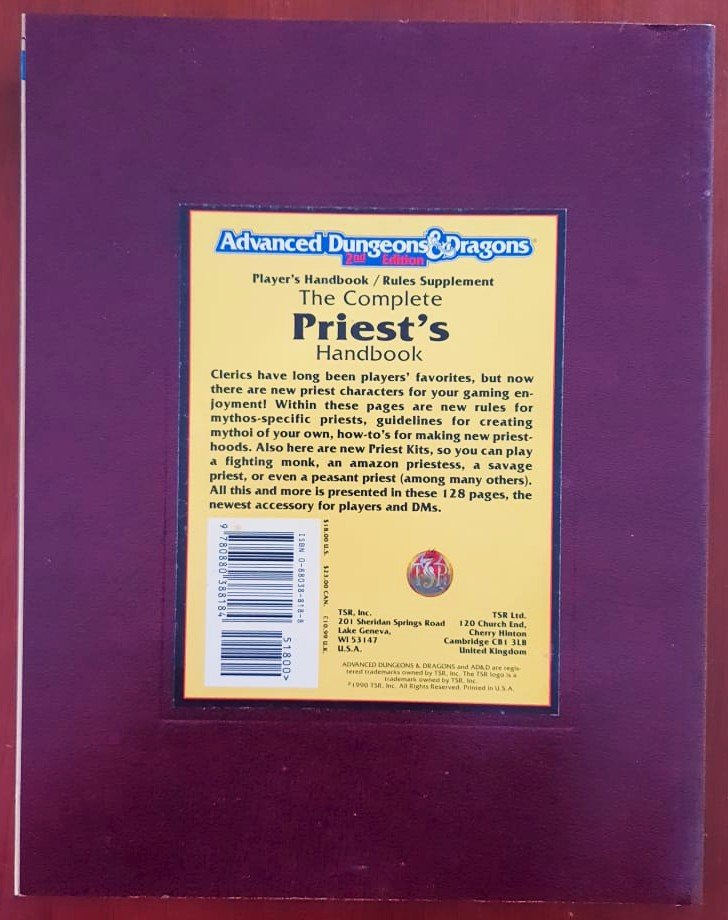 Advanced Dungeons & Dragons®
2nd Edition
Player's Handbook / Rules Supplement
The Complete
Priest's
Handbook
Clerics have long been players' favorites, but now
there are new priest characters for your gaming en-
joyment! Within these pages are new rules for
mythos-specific priests, guidelines for creating
mythoi of your own, how-to's for making new priest-
hoods. Also here are new Priest Kits, so you can play
a fighting monk, an amazon priestess, a savage
priest, or even a peasant priest (among many others).
All this and more is presented in these 128 pages, the
newest accessory for players and DMs.
9 780880 388184
ISBN 0-88038-818-8
51800>
$18.00 U.S. $23.00 CAN. £10.99 U.K.
TSR
TSR, Inc.
201 Sheridan Springs Road
Lake Geneva,
WI 53147
U.S.A.
TSR Ltd.
120 Church End,
Cherry Hinton
Cambridge CB1 3LB
United Kingdom
ADVANCED DUNGEONS & DRAGONS and AD&D are regis-
tered trademarks owned by TSR, Inc. The TSR logo is a
trademark owned by TSR, Inc.
©1990 TSR, Inc. All Rights Reserved. Printed in U.S.A.